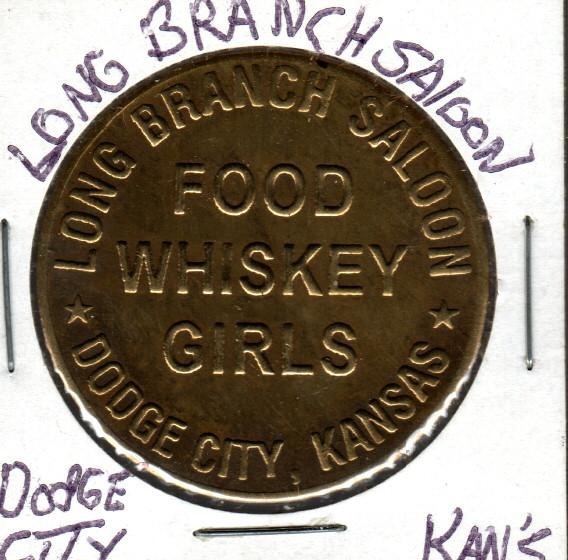 LONG BRANCH SALOON
LONG BRANCH SALOON
FOOD
WHISKEY
GIRLS
DODGE CITY, KANSAS
DODGE
CITY
KAN'S